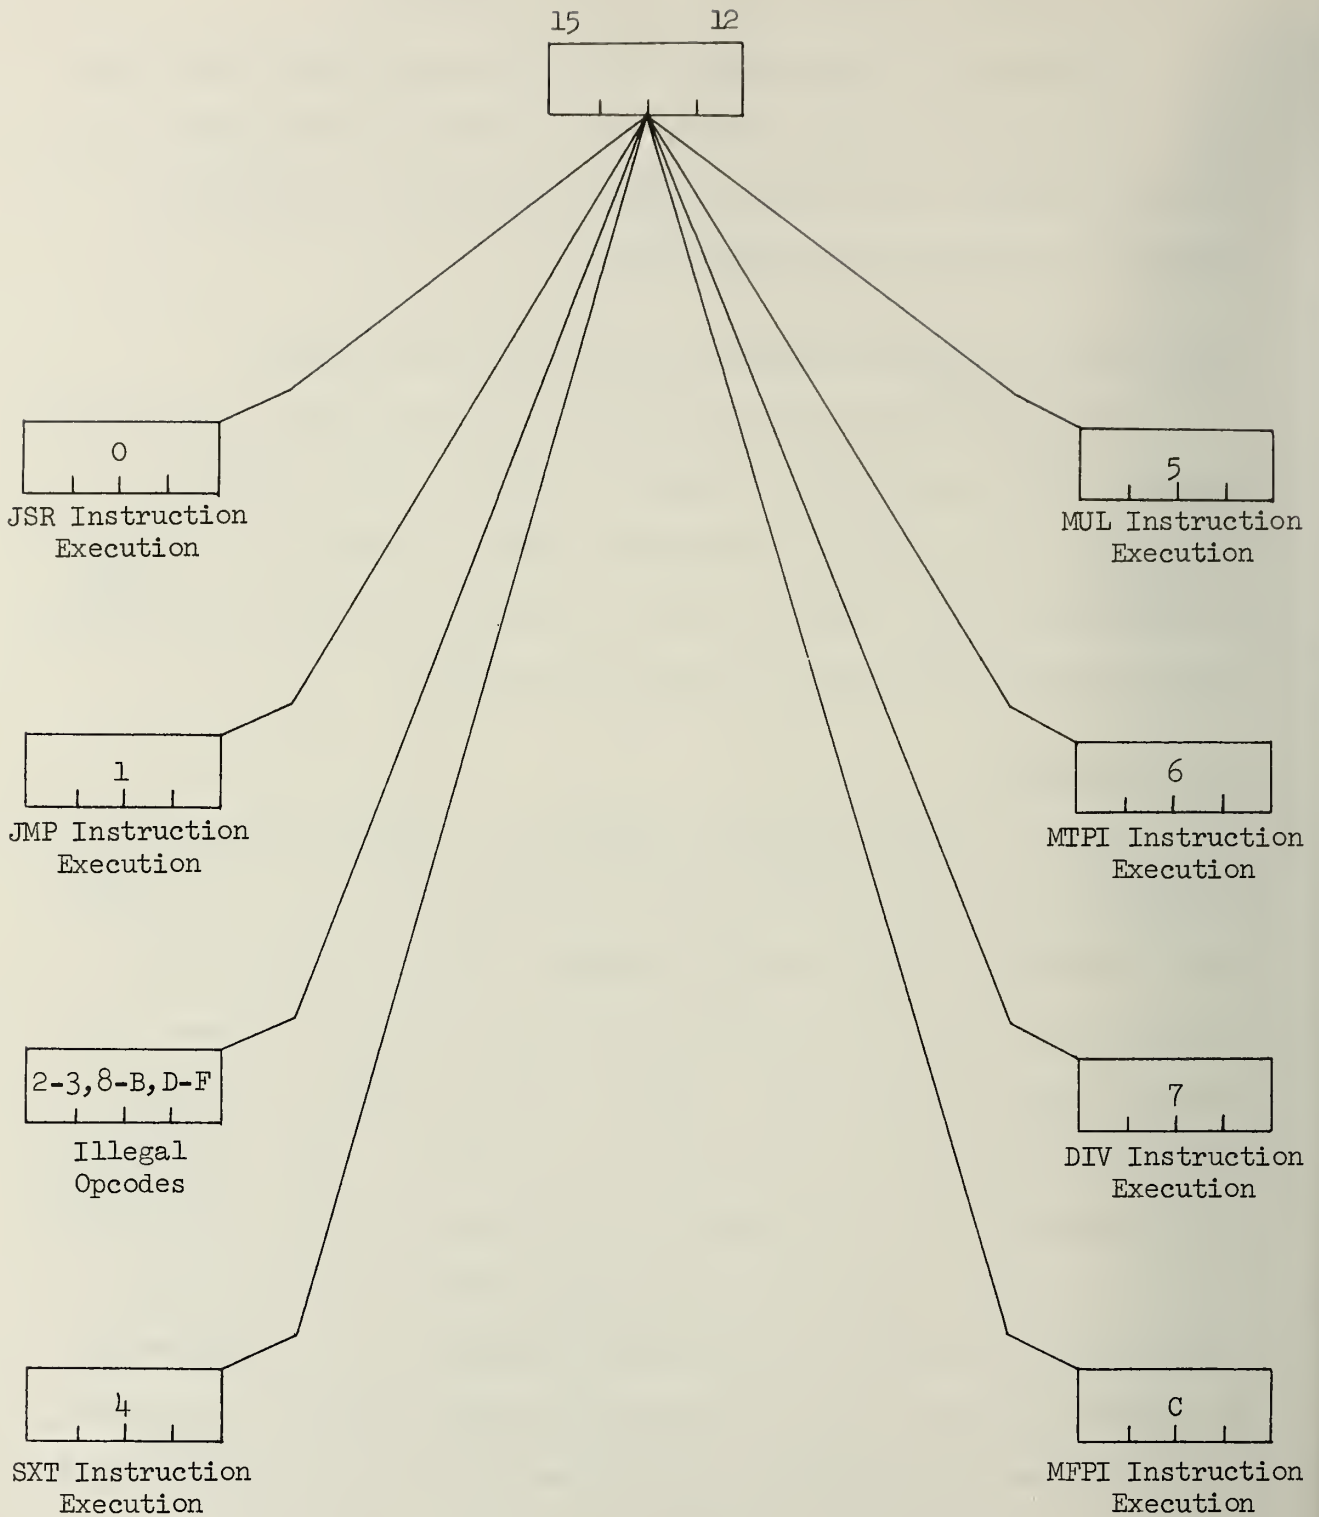 15 12
0
JSR Instruction
Execution
1
JMP Instruction
Execution
2-3,8-B,D-F
Illegal
Opcodes
4
SXT Instruction
Execution
5
MUL Instruction
Execution
6
MTPI Instruction
Execution
7
DIV Instruction
Execution
C
MFPI Instruction
Execution